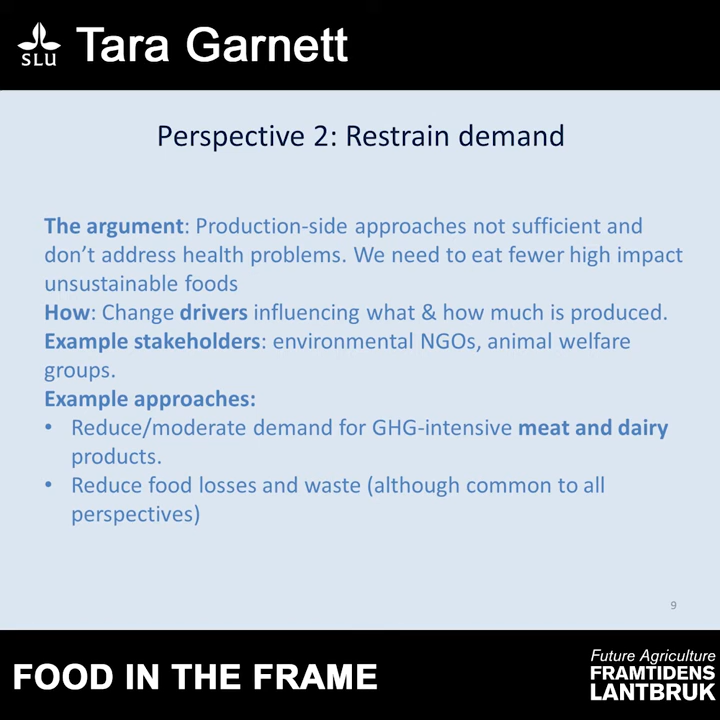 SLU
Tara Garnett
Perspective 2: Restrain demand
The argument: Production-side approaches not sufficient and
don’t address health problems. We need to eat fewer high impact
unsustainable foods
How: Change drivers influencing what & how much is produced.
Example stakeholders: environmental NGOs, animal welfare
groups.
Example approaches:
• Reduce/moderate demand for GHG-intensive meat and dairy
products.
• Reduce food losses and waste (although common to all
perspectives)
9
FOOD IN THE FRAME
Future Agriculture
FRAMTIDENS
LANTBRUK